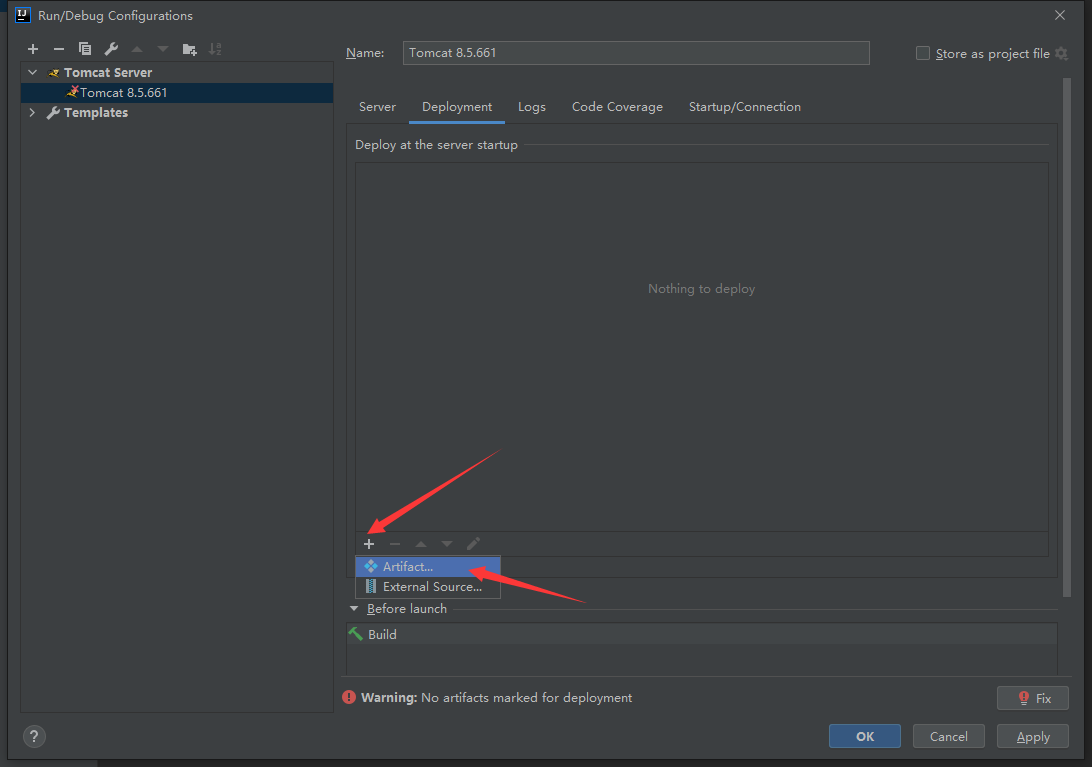 Run/Debug Configurations
Name: Tomcat 8.5.661
Store as project file
Tomcat Server
Tomcat 8.5.661
Templates
Server Deployment Logs Code Coverage Startup/Connection
Deploy at the server startup
Nothing to deploy
Artifact...
External Source...
Before launch
Build
Warning: No artifacts marked for deployment
Fix
?
OK Cancel Apply